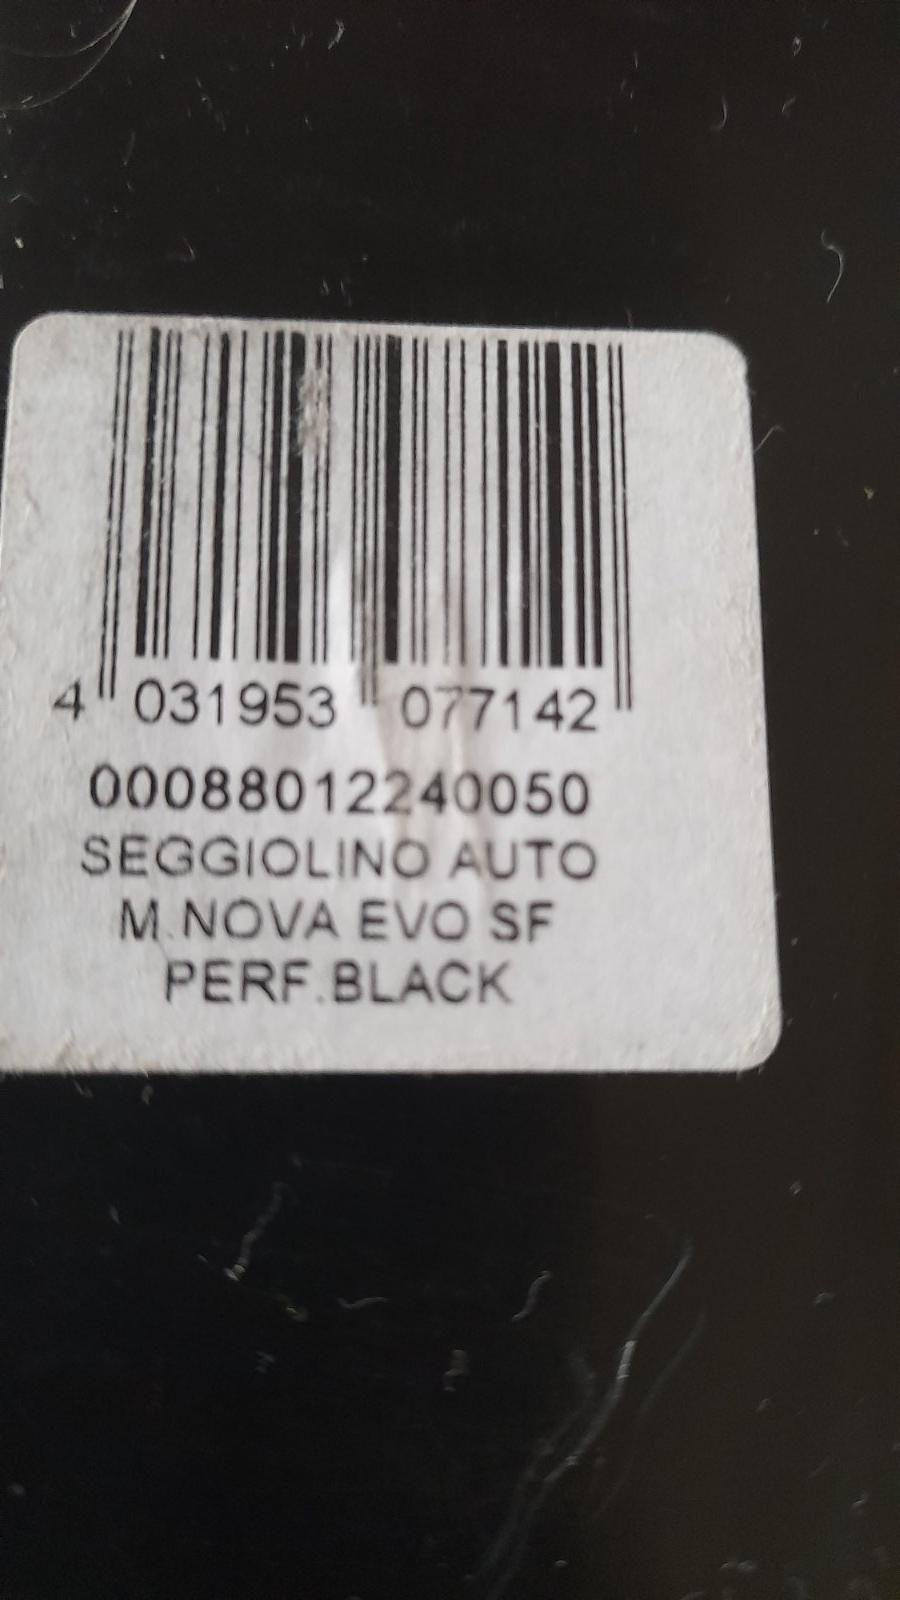 4 031953 077142
00088012240050
SEGGIOLINO AUTO
M.NOVA EVO SF
PERF.BLACK